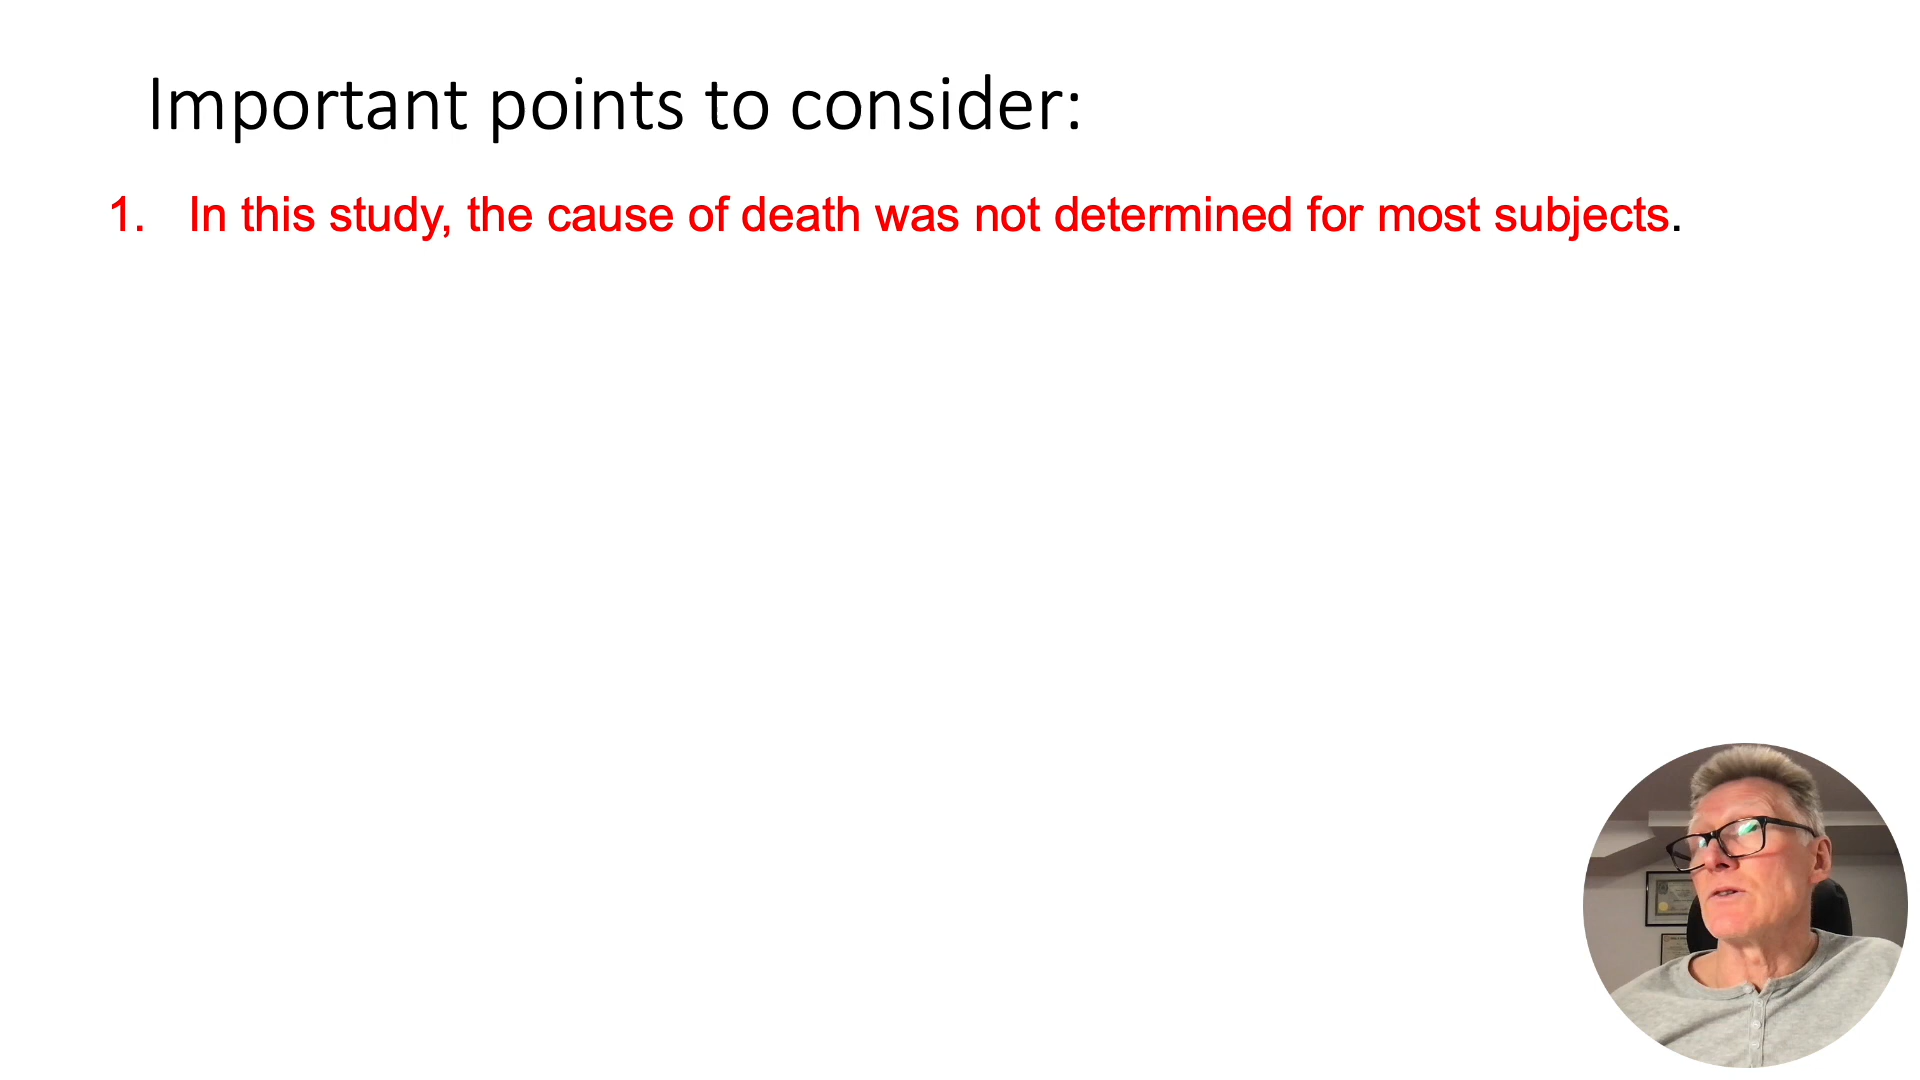 Important points to consider:
1. In this study, the cause of death was not determined for most subjects.